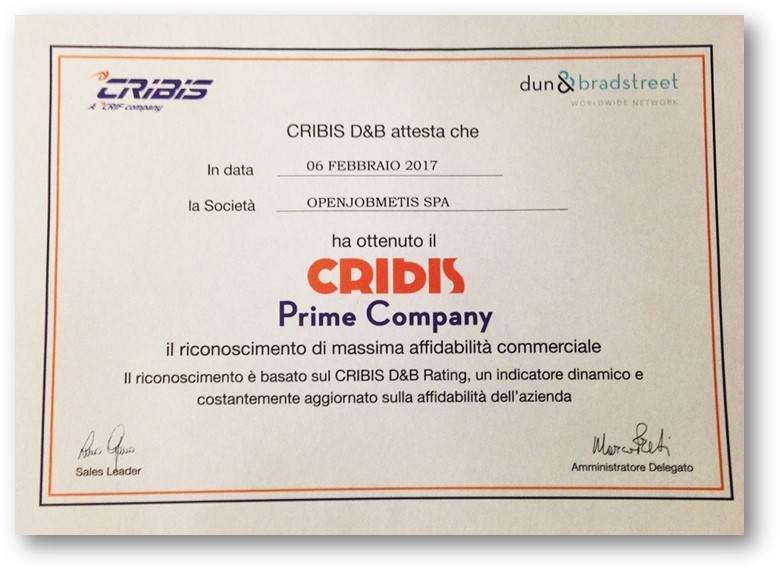 CRIBIS
A CRIF company
dun & bradstreet
WORLDWIDE NETWORK
CRIBIS D&B attesta che
In data 06 FEBBRAIO 2017
la Società OPENJOBMETIS SPA
ha ottenuto il
CRIBIS
Prime Company
il riconoscimento di massima affidabilità commerciale
Il riconoscimento è basato sul CRIBIS D&B Rating, un indicatore dinamico e
costantemente aggiornato sulla affidabilità dell'azienda
Marco Preti
Sales Leader
Amministratore Delegato